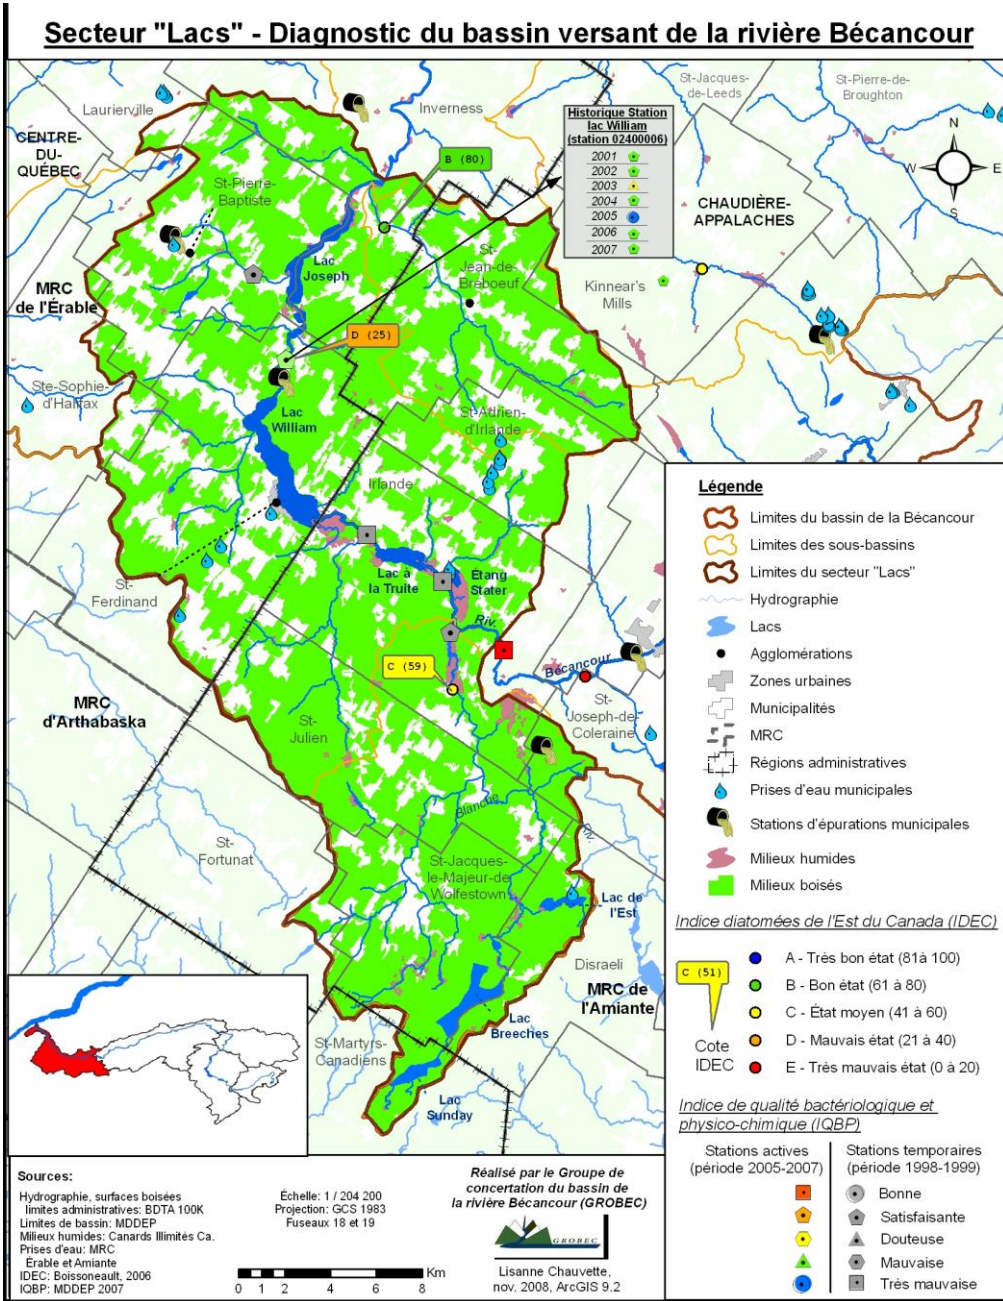 Secteur "Lacs" - Diagnostic du bassin versant de la rivière Bécancour
Laurierville
Inverness
St-Jacques-
de-Leeds
St-Pierre-de-
Broughton
CENTRE-
DU-
QUÉBEC
Historique Station
lac William
(station 02400006)
2001
2002
2003
2004
2005
2006
2007
N
W
E
S
B (80)
St-Pierre-
Baptiste
CHAUDIÈRE-
APPALACHES
Lac
Joseph
St-
Jean-de-
Bréboeuf
Kinnear's
Mills
MRC
de l'Érable
D (25)
Ste-Sophie-
d'Halifax
Lac
William
St-Adrien-
d'Irlande
Irlande
Lac à
la Truite
Étang
Stater
St-
Ferdinand
Riv.
Bécancour
C (59)
MRC
d'Arthabaska
St-
Julien
St-
Joseph-de-
Coleraine
Blanche
Riv.
St-
Fortunat
St-Jacques-
le-Majeur-de-
Wolfestown
Lac de
l'Est
Disraeli
MRC de
l'Amiante
Lac
Breeches
St-Martyrs-
Canadiens
Lac
Sunday
Légende
Limites du bassin de la Bécancour
Limites des sous-bassins
Limites du secteur "Lacs"
Hydrographie
Lacs
Agglomérations
Zones urbaines
Municipalités
MRC
Régions administratives
Prises d'eau municipales
Stations d'épurations municipales
Milieux humides
Milieux boisés
Indice diatomées de l'Est du Canada (IDEC)
C (51)
Cote
IDEC
A - Très bon état (81à 100)
B - Bon état (61 à 80)
C - État moyen (41 à 60)
D - Mauvais état (21 à 40)
E - Très mauvais état (0 à 20)
Indice de qualité bactériologique et
physico-chimique (IQBP)
Stations actives
(période 2005-2007)
Stations temporaires
(période 1998-1999)
Bonne
Satisfaisante
Douteuse
Mauvaise
Très mauvaise
Sources:
Hydrographie, surfaces boisées
limites administratives: BDTA 100K
Limites de bassin: MDDEP
Milieux humides: Canards Illimités Ca.
Prises d'eau: MRC
Érable et Amiante
IDEC: Boissoneault, 2006
IQBP: MDDEP 2007
Échelle: 1 / 204 200
Projection: GCS 1983
Fuseaux 18 et 19
Km
0 1 2 4 6 8
Réalisé par le Groupe de
concertation du bassin de
la rivière Bécancour (GROBEC)
GROBEC
Lisanne Chauvette,
nov. 2008, ArcGIS 9.2